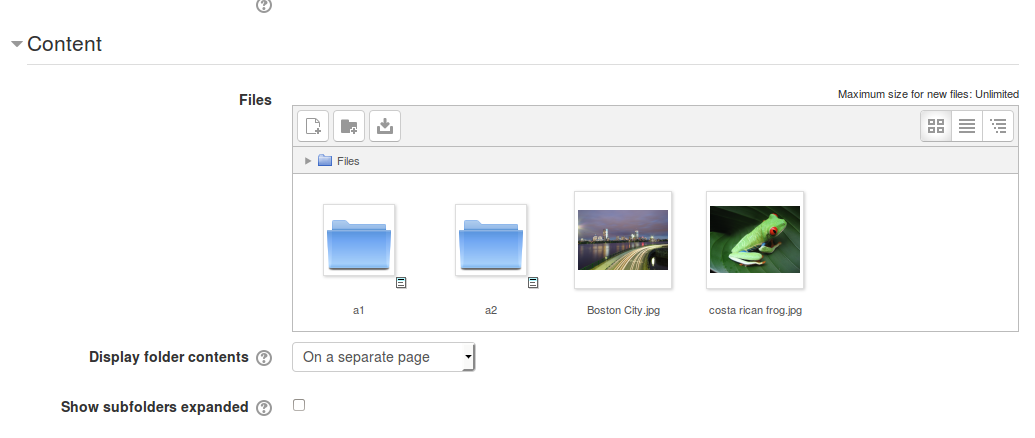 Content
Files
Maximum size for new files: Unlimited
Files
a1
a2
Boston City.jpg
costa rican frog.jpg
Display folder contents
On a separate page
Show subfolders expanded